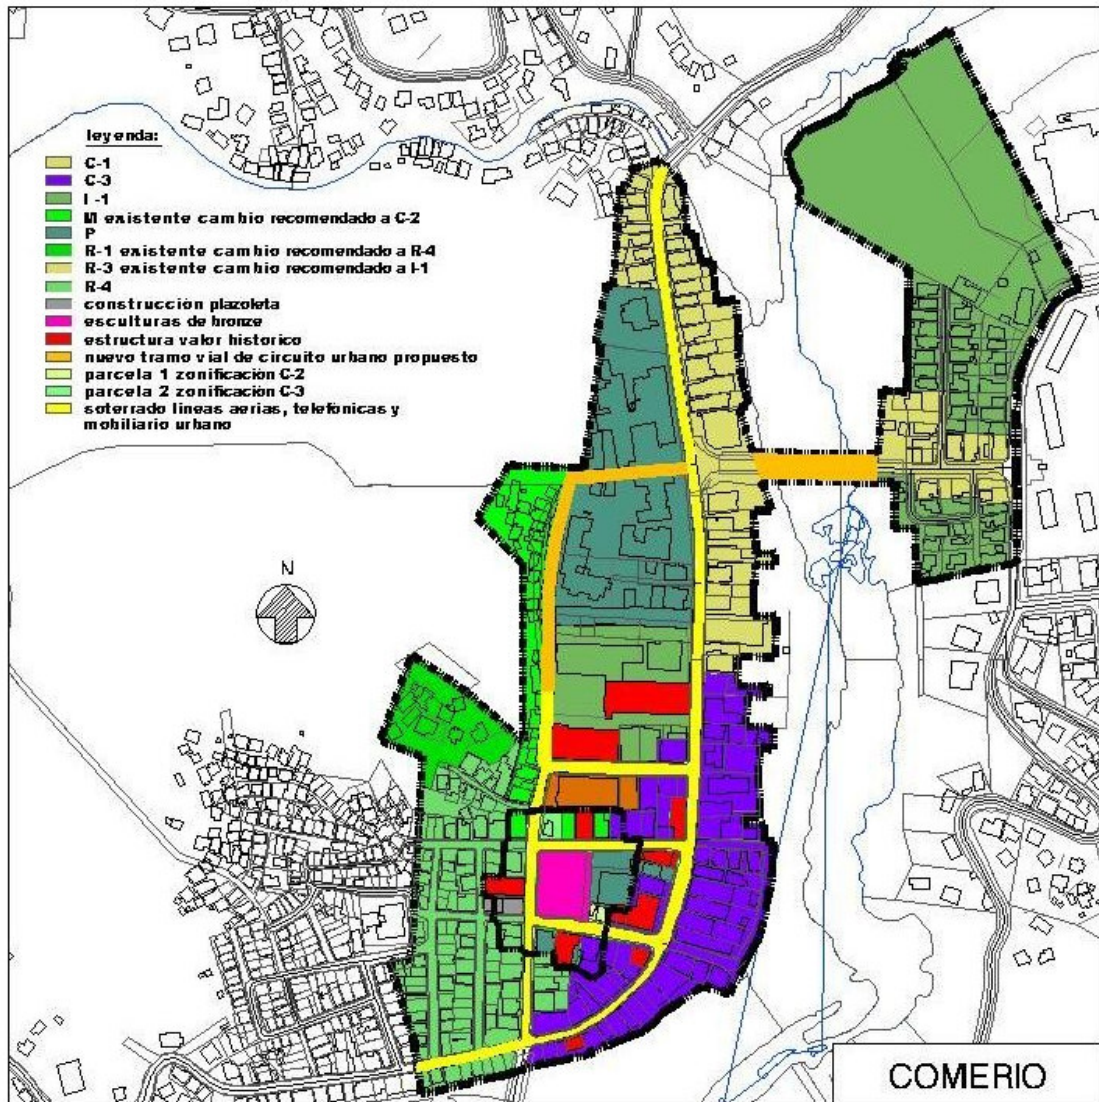 leyenda:
C-1
C-3
I -1
M existente cambio recomendado a C-2
P
R-1 existente cambio recomendado a R-4
R-3 existente cambio recomendado a I-1
R-4
construcción plazoleta
esculturas de bronze
estructura valor historico
nuevo tramo vial de circuito urbano propuesto
parcela 1 zonificación C-2
parcela 2 zonificación C-3
soterrado lineas aerias, telefónicas y
mobiliario urbano
N
COMERIO